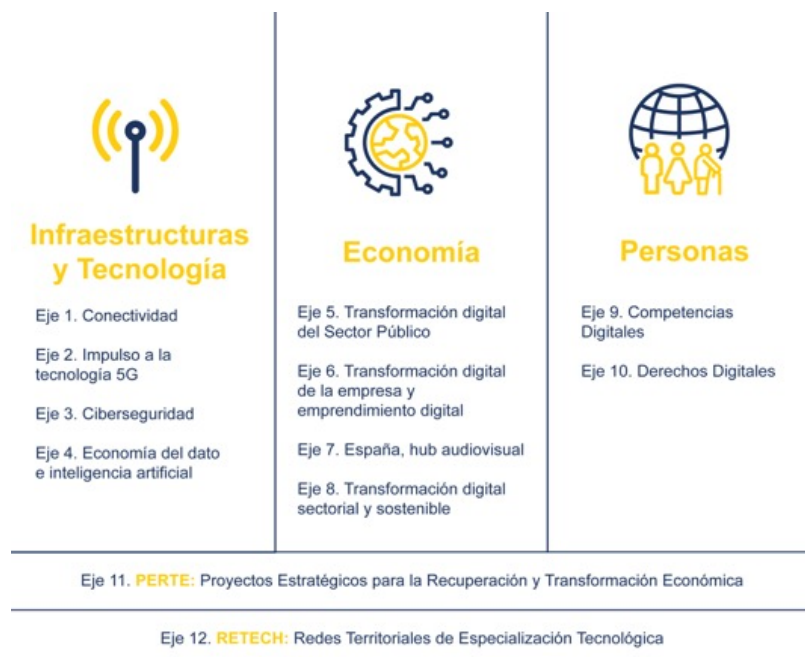 Infraestructuras
y Tecnología
Eje 1. Conectividad
Eje 2. Impulso a la
tecnología 5G
Eje 3. Ciberseguridad
Eje 4. Economía del dato
e inteligencia artificial
Economía
Eje 5. Transformación digital
del Sector Público
Eje 6. Transformación digital
de la empresa y
emprendimiento digital
Eje 7. España, hub audiovisual
Eje 8. Transformación digital
sectorial y sostenible
Personas
Eje 9. Competencias
Digitales
Eje 10. Derechos Digitales
Eje 11. PERTE: Proyectos Estratégicos para la Recuperación y Transformación Económica
Eje 12. RETECH: Redes Territoriales de Especialización Tecnológica